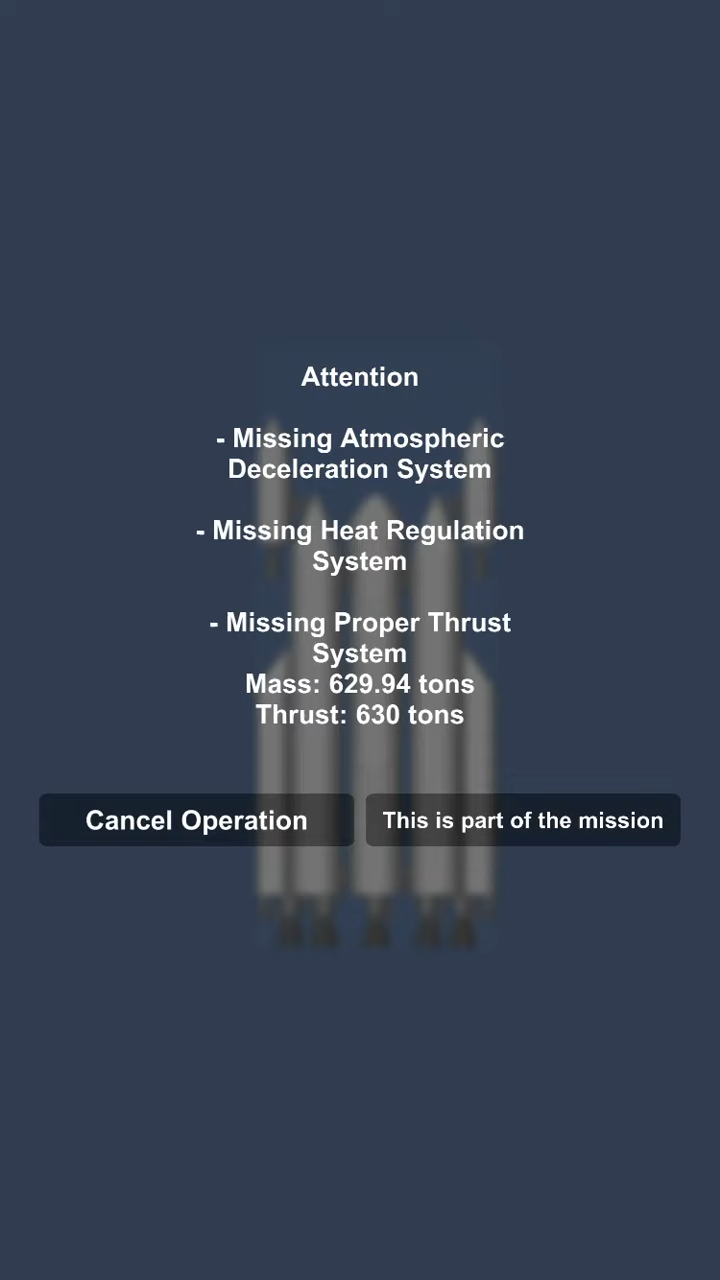 Attention
- Missing Atmospheric
Deceleration System
- Missing Heat Regulation
System
- Missing Proper Thrust
System
Mass: 629.94 tons
Thrust: 630 tons
Cancel Operation
This is part of the mission